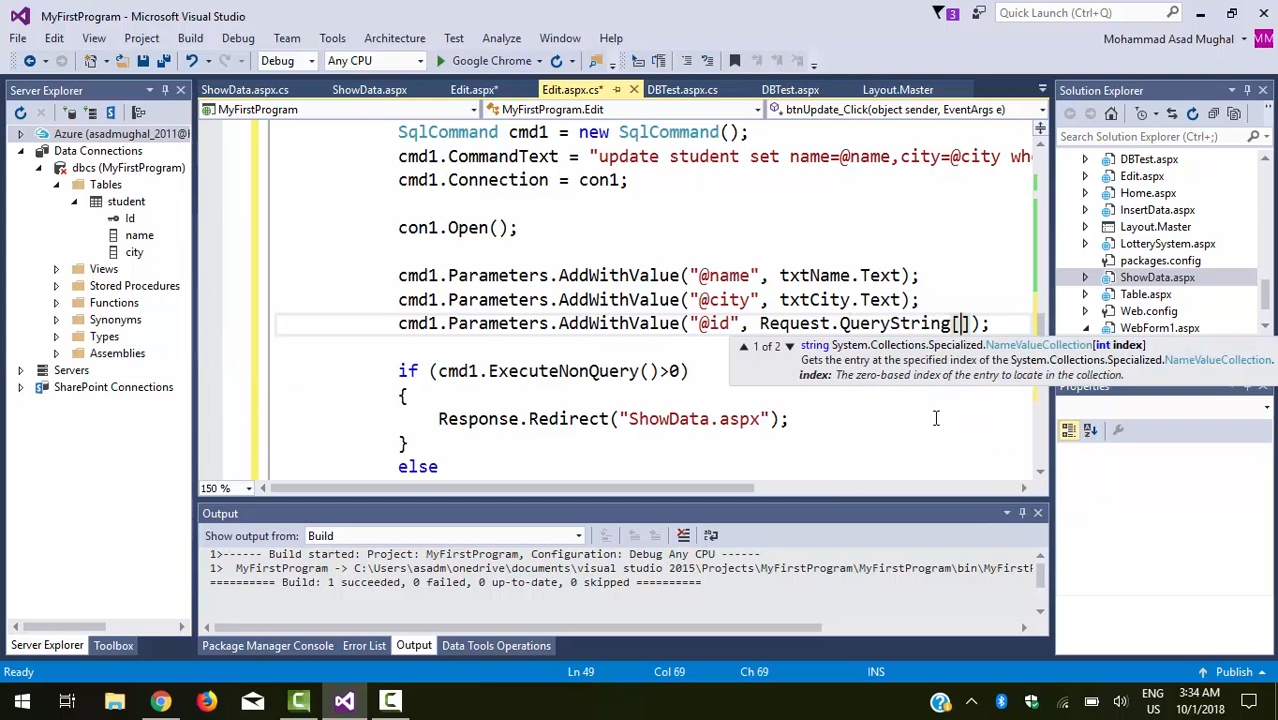 MyFirstProgram - Microsoft Visual Studio
3
Quick Launch (Ctrl+Q)
File Edit View Project Build Debug Team Tools Architecture Test Analyze Window Help
Mohammad Asad Mughal MM
Debug Any CPU Google Chrome
Server Explorer
Azure (asadmughal_2011@
Data Connections
dbcs (MyFirstProgram)
Tables
student
Id
name
city
Views
Stored Procedures
Functions
Synonyms
Types
Assemblies
Servers
SharePoint Connections
Server Explorer Toolbox
ShowData.aspx.cs ShowData.aspx Edit.aspx* Edit.aspx.cs* DBTest.aspx.cs Layout.Master
MyFirstProgram MyFirstProgram.Edit btnUpdate_Click(object sender, EventArgs e)
SqlCommand cmd1 = new SqlCommand();
cmd1.CommandText = "update student set name=@name,city=@city whe
cmd1.Connection = con1;
con1.Open();
cmd1.Parameters.AddWithValue("@name", txtName.Text);
cmd1.Parameters.AddWithValue("@city", txtCity.Text);
cmd1.Parameters.AddWithValue("@id", Request.QueryString[]);
1 of 2 string System.Collections.Specialized.NameValueCollection[int index]
Gets the entry at the specified index of the System.Collections.Specialized.NameValueCollection.
index: The zero-based index of the entry to locate in the collection.
if (cmd1.ExecuteNonQuery()>0)
{
Response.Redirect("ShowData.aspx");
}
else
150 %
Output
Show output from: Build
1>------ Build started: Project: MyFirstProgram, Configuration: Debug Any CPU ------
1> MyFirstProgram -> C:\Users\asadm\onedrive\documents\visual studio 2015\Projects\MyFirstProgram\MyFirstProgram\bin\MyFirstP
========== Build: 1 succeeded, 0 failed, 0 up-to-date, 0 skipped ==========
Package Manager Console Error List Output Data Tools Operations
Solution Explorer
Search Solution Explorer (Ctrl+;)
DBTest.aspx
Edit.aspx
Home.aspx
InsertData.aspx
Layout.Master
LotterySystem.aspx
packages.config
ShowData.aspx
Table.aspx
Web.config
WebForm1.aspx
Properties
Ready Ln 49 Col 69 Ch 69 INS Publish
ENG 3:34 AM
US 10/1/2018